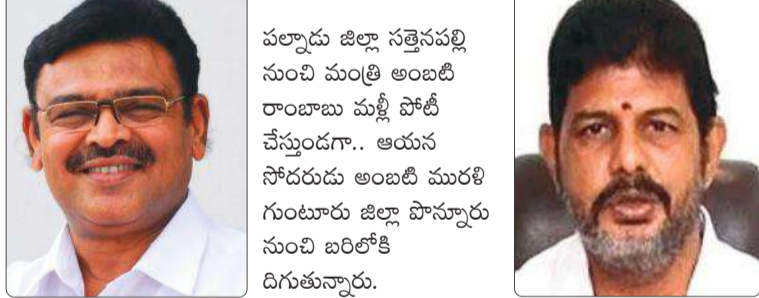 పల్నాడు జిల్లా సత్తెనపల్లి
నుంచి మంత్రి అంబటి
రాంబాబు మళ్లీ పోటీ
చేస్తుండగా.. ఆయన
సోదరుడు అంబటి మురళి
గుంటూరు జిల్లా పొన్నూరు
నుంచి బరిలోకి
దిగుతున్నారు.